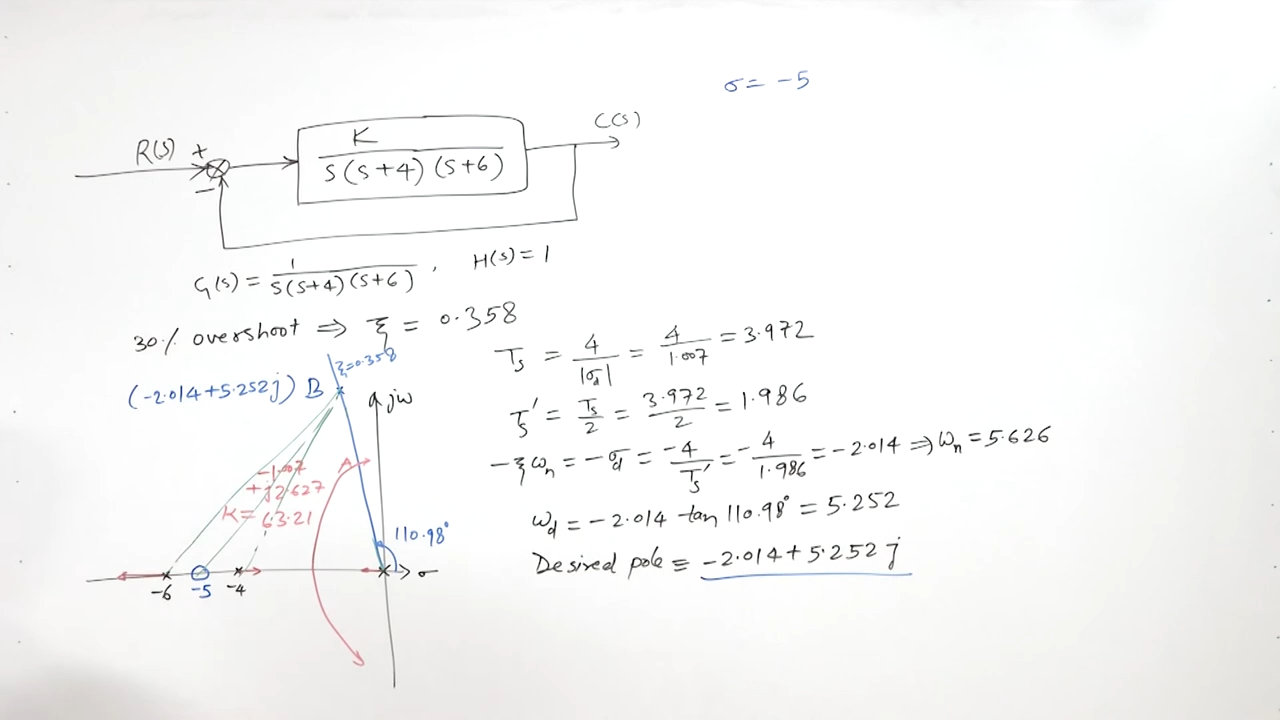 σ = -5
C(s)
R(s) + K
s(s+4)(s+6)
-
G(s) = 1/s(s+4)(s+6) , H(s) = 1
30% overshoot ⇒ ξ = 0.358
Ts = 4/|σd| = 4/1.007 = 3.972
ξ=0.358
(-2.014+5.252j) B jω
Ts' = Ts/2 = 3.972/2 = 1.986
-ξωn = -σd = -4/Ts' = -4/1.986 = -2.014 ⇒ ωn = 5.626
A
-1.007
+j2.627
K = 63.21
ωd = -2.014 tan 110.98° = 5.252
110.98°
Desired pole = -2.014+5.252j
σ
-6 -5 -4